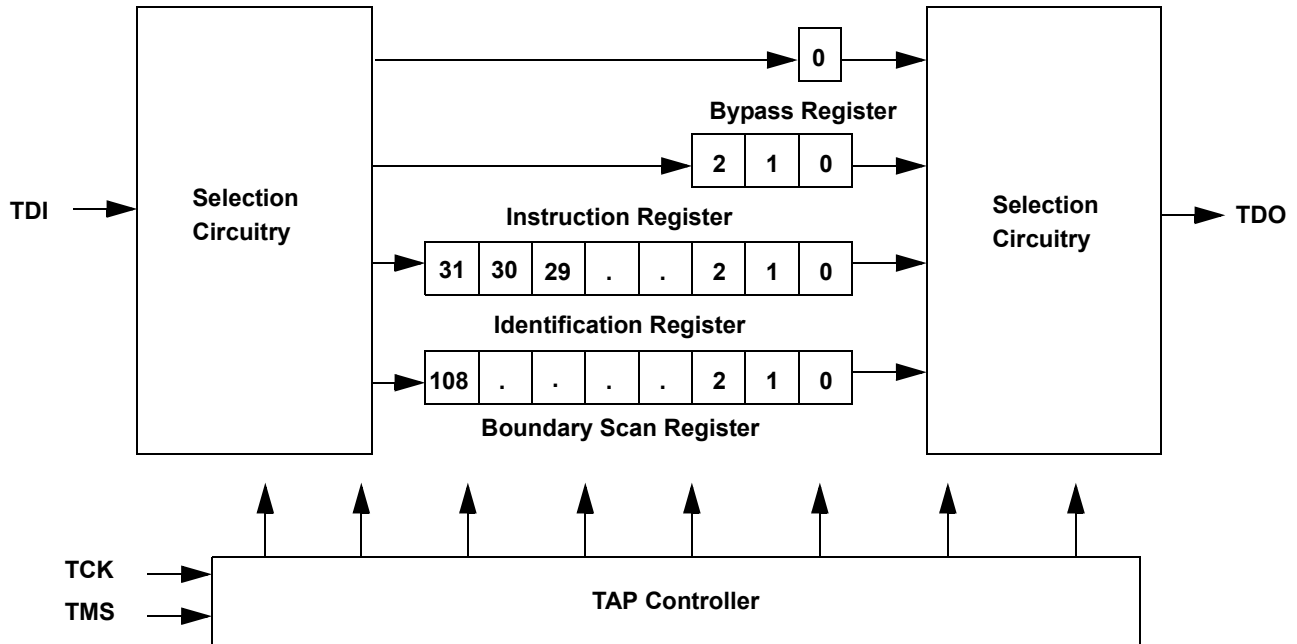 0
Bypass Register
2 1 0
TDI
Selection
Circuitry
Instruction Register
31 30 29 . . 2 1 0
Identification Register
108 . . . . 2 1 0
Boundary Scan Register
Selection
Circuitry
TDO
TCK
TMS
TAP Controller